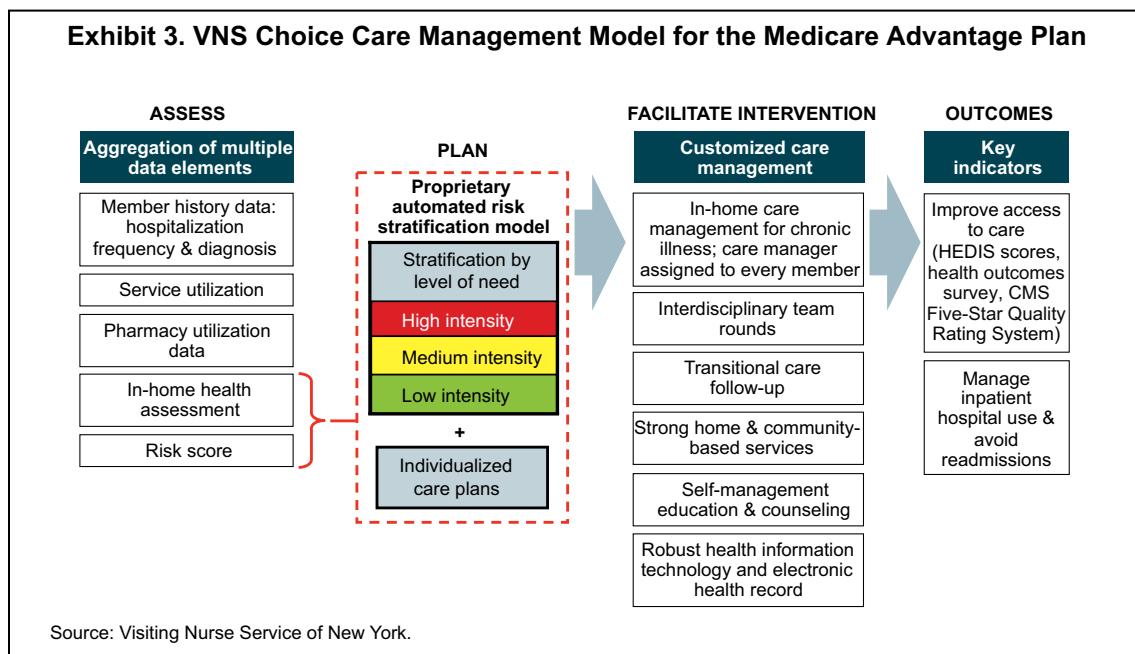 Exhibit 3. VNS Choice Care Management Model for the Medicare Advantage Plan
ASSESS
Aggregation of multiple
data elements
Member history data:
hospitalization
frequency & diagnosis
Service utilization
Pharmacy utilization
data
In-home health
assessment
Risk score
PLAN
Proprietary
automated risk
stratification model
Stratification by
level of need
High intensity
Medium intensity
Low intensity
+
Individualized
care plans
FACILITATE INTERVENTION
Customized care
management
In-home care
management for chronic
illness; care manager
assigned to every member
Interdisciplinary team
rounds
Transitional care
follow-up
Strong home & community-
based services
Self-management
education & counseling
Robust health information
technology and electronic
health record
OUTCOMES
Key
indicators
Improve access
to care
(HEDIS scores,
health outcomes
survey, CMS
Five-Star Quality
Rating System)
Manage
inpatient
hospital use &
avoid
readmissions
Source: Visiting Nurse Service of New York.